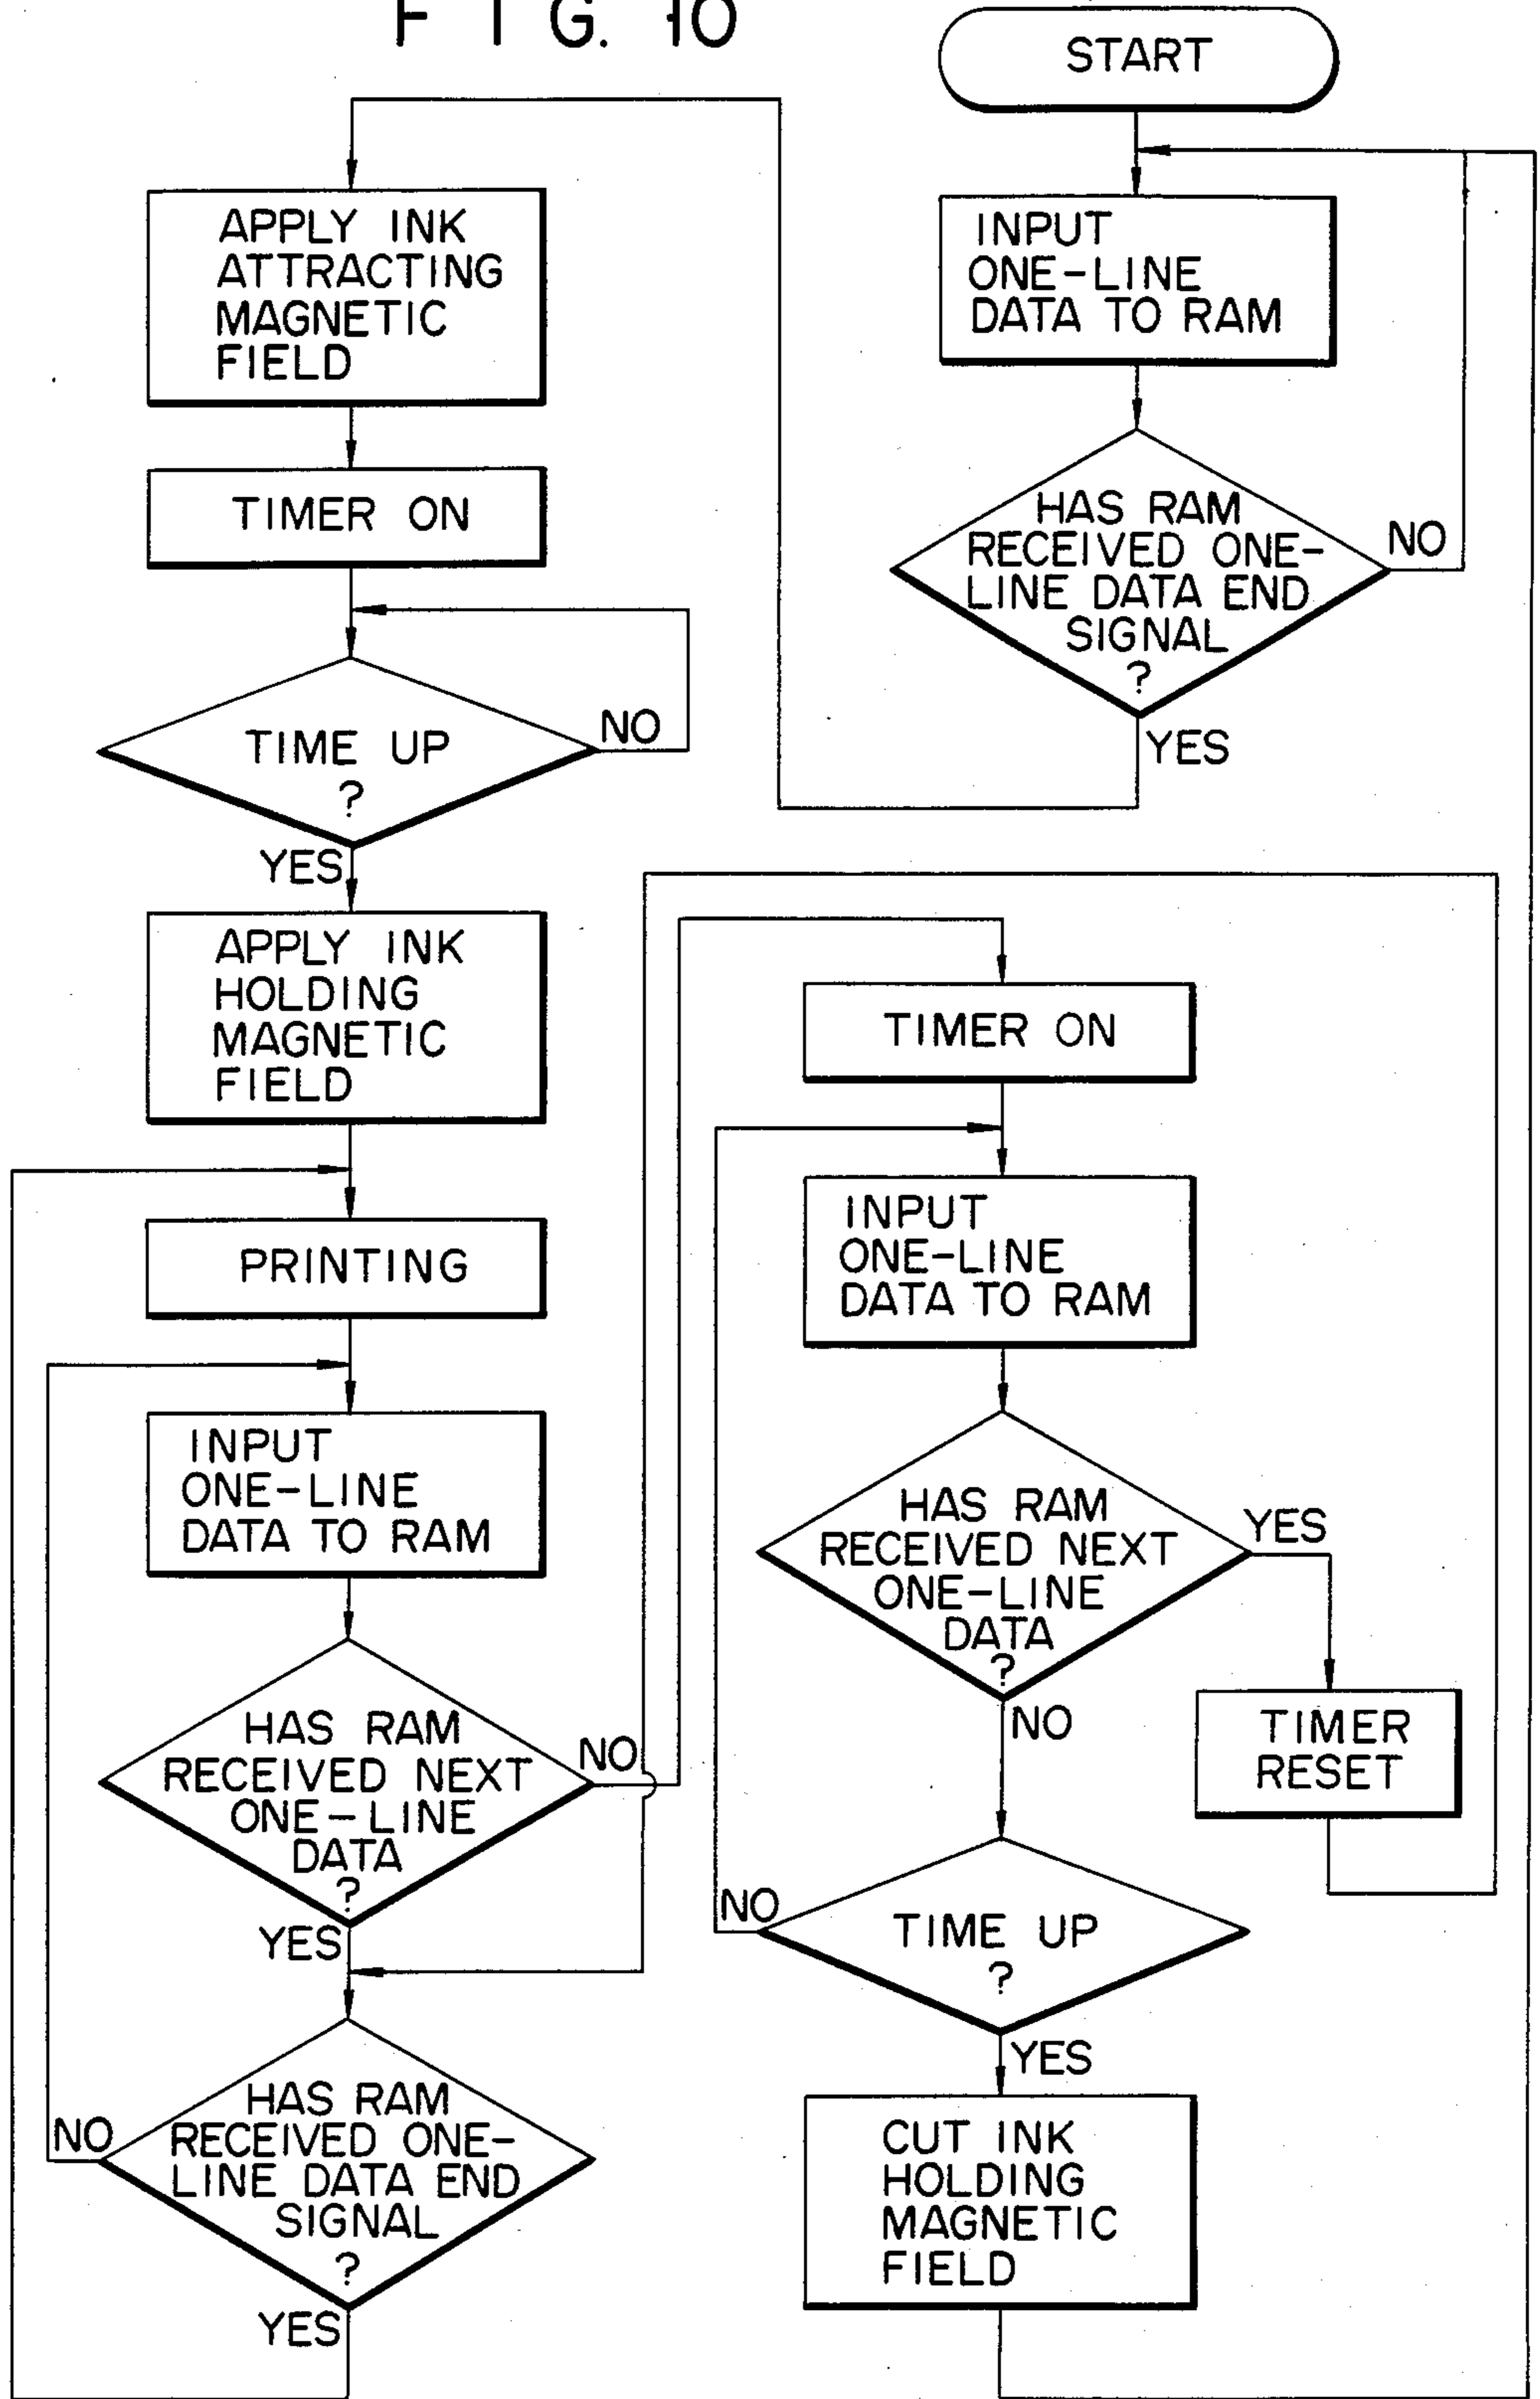 FIG. 10
START
INPUT
ONE-LINE
DATA TO RAM
HAS RAM
RECEIVED ONE-
LINE DATA END
SIGNAL
?
NO
YES
APPLY INK
ATTRACTING
MAGNETIC
FIELD
TIMER ON
TIME UP
?
NO
YES
APPLY INK
HOLDING
MAGNETIC
FIELD
PRINTING
INPUT
ONE-LINE
DATA TO RAM
HAS RAM
RECEIVED NEXT
ONE-LINE
DATA
?
NO
YES
HAS RAM
RECEIVED ONE-
LINE DATA END
SIGNAL
?
NO
YES
TIMER ON
INPUT
ONE-LINE
DATA TO RAM
HAS RAM
RECEIVED NEXT
ONE-LINE
DATA
?
YES
NO
TIMER
RESET
TIME UP
?
NO
YES
CUT INK
HOLDING
MAGNETIC
FIELD